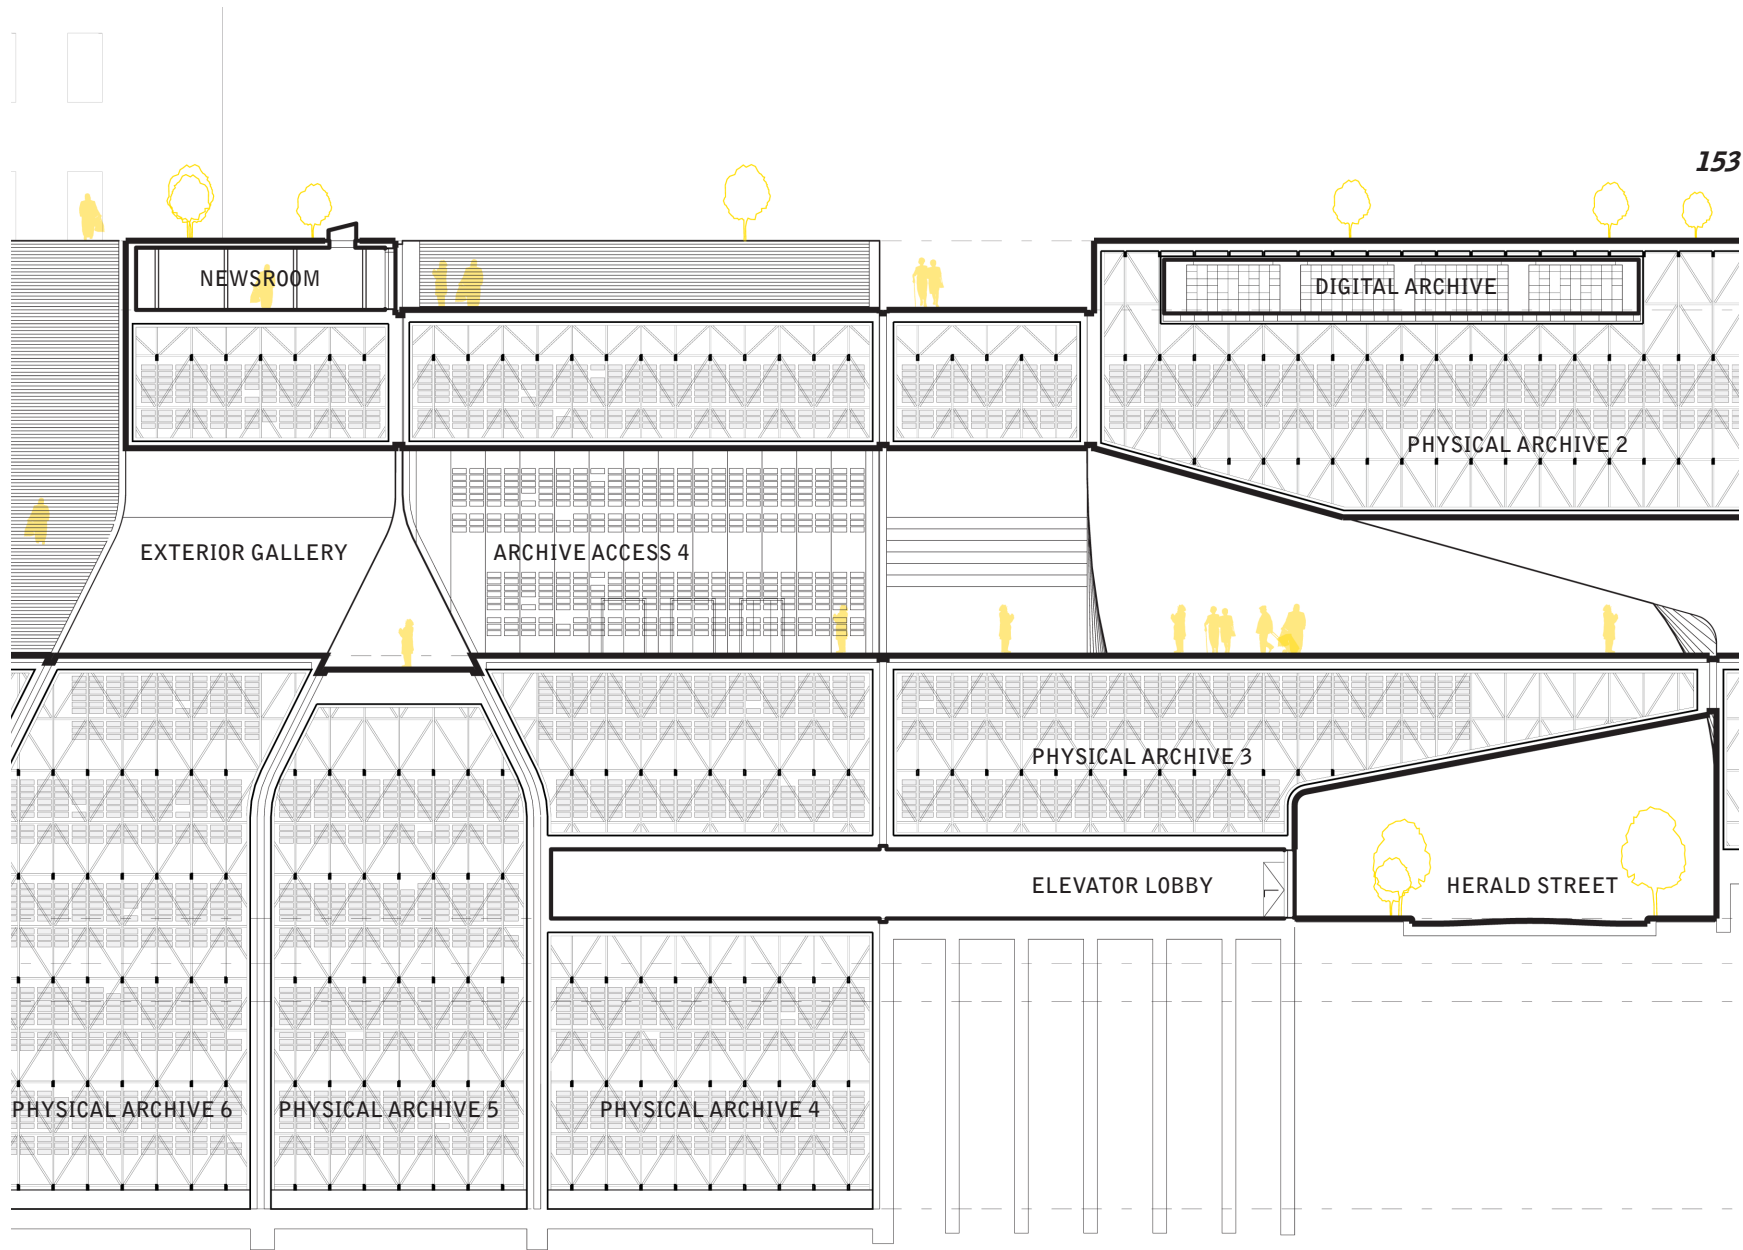 153
NEWSROOM
DIGITAL ARCHIVE
PHYSICAL ARCHIVE 2
EXTERIOR GALLERY
ARCHIVE ACCESS 4
PHYSICAL ARCHIVE 3
ELEVATOR LOBBY
HERALD STREET
PHYSICAL ARCHIVE 6
PHYSICAL ARCHIVE 5
PHYSICAL ARCHIVE 4